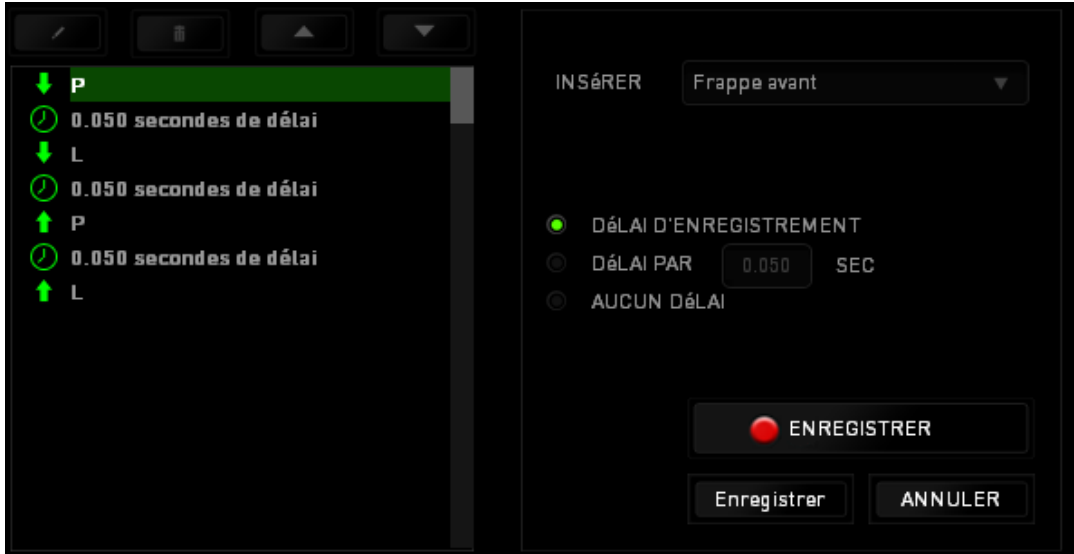 P
0.050 secondes de délai
L
0.050 secondes de délai
P
0.050 secondes de délai
L
INSéRER Frappe avant
DéLAI D'ENREGISTREMENT
DéLAI PAR 0.050 SEC
AUCUN DéLAI
ENREGISTRER
Enregistrer ANNULER